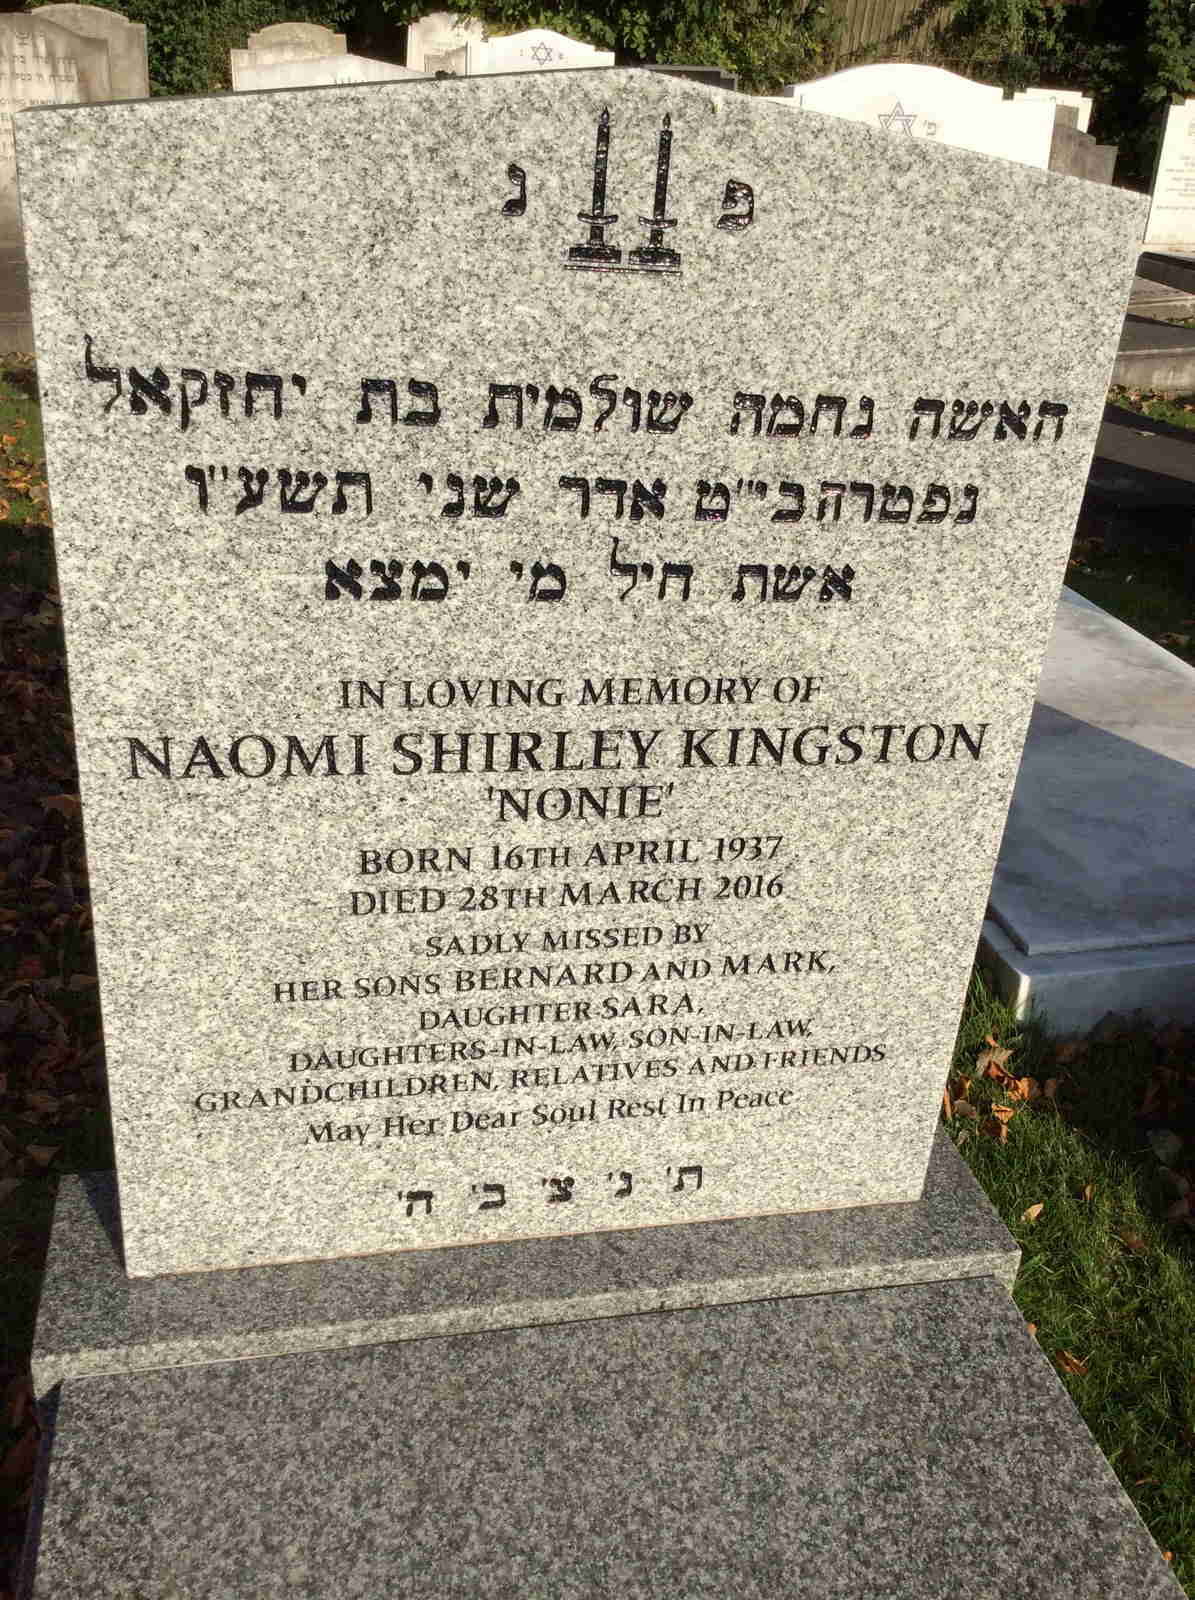 פ נ
האשה נחמה שולמית בת יחזקאל
נפטרה בי"ט אדר שני תשע"ו
אשת חיל מי ימצא
IN LOVING MEMORY OF
NAOMI SHIRLEY KINGSTON
'NONIE'
BORN 16TH APRIL 1937
DIED 28TH MARCH 2016
SADLY MISSED BY
HER SONS BERNARD AND MARK,
DAUGHTER SARA,
DAUGHTERS-IN-LAW, SON-IN-LAW,
GRANDCHILDREN, RELATIVES AND FRIENDS
May Her Dear Soul Rest In Peace
ת' נ' צ' ב' ה'